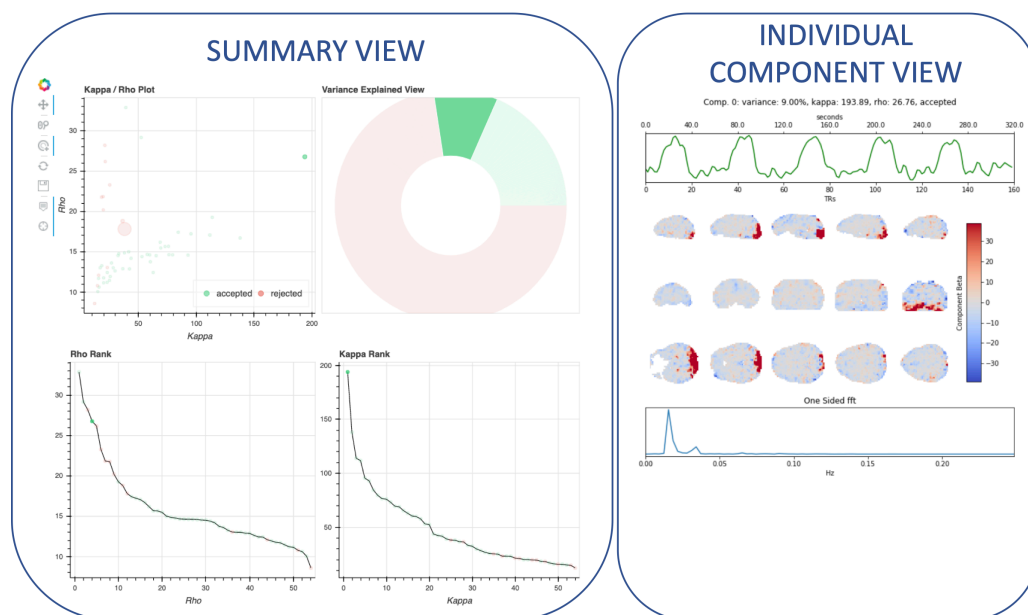 SUMMARY VIEW
Kappa / Rho Plot
Variance Explained View
30
25
20
15
10
Rho
50
100
150
200
Kappa
accepted
rejected
Rho Rank
Kappa Rank
30
25
20
15
10
0
10
20
30
40
50
Rho
200
150
100
50
0
10
20
30
40
50
Kappa
INDIVIDUAL
COMPONENT VIEW
Comp. 0: variance: 9.00%, kappa: 193.89, rho: 26.76, accepted
seconds
0.0 40.0 80.0 120.0 160.0 200.0 240.0 280.0 320.0
0 20 40 60 80 100 120 140 160
TRs
30
20
10
0
−10
−20
−30
Component Beta
One Sided fft
0.00 0.05 0.10 0.15 0.20
Hz